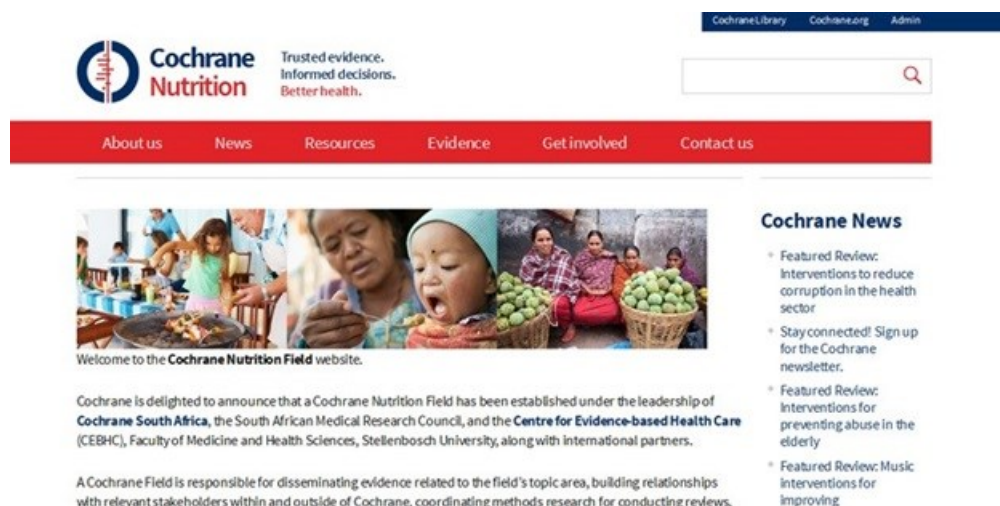 CochraneLibrary Cochrane.org Admin
Cochrane
Nutrition
Trusted evidence.
Informed decisions.
Better health.
About us News Resources Evidence Get involved Contact us
Welcome to the Cochrane Nutrition Field website.
Cochrane is delighted to announce that a Cochrane Nutrition Field has been established under the leadership of
Cochrane South Africa, the South African Medical Research Council, and the Centre for Evidence-based Health Care
(CEBHC), Faculty of Medicine and Health Sciences, Stellenbosch University, along with international partners.
A Cochrane Field is responsible for disseminating evidence related to the field's topic area, building relationships
with relevant stakeholders within and outside of Cochrane, coordinating methods research for conducting reviews,
Cochrane News
Featured Review:
Interventions to reduce
corruption in the health
sector
Stay connected! Sign up
for the Cochrane
newsletter.
Featured Review:
Interventions for
preventing abuse in the
elderly
Featured Review: Music
interventions for
improving